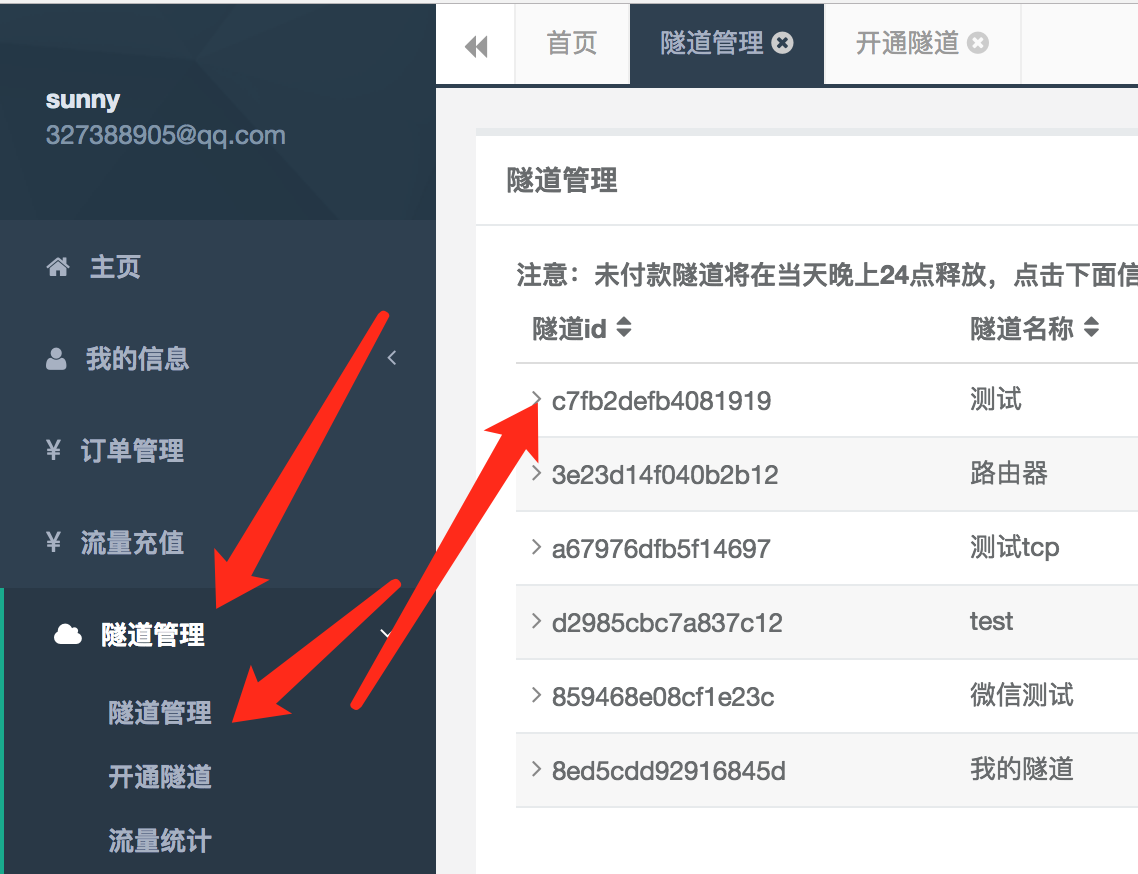 sunny
327388905@qq.com
主页
我的信息
¥ 订单管理
¥ 流量充值
隧道管理
隧道管理
开通隧道
流量统计
首页 隧道管理 开通隧道
隧道管理
注意：未付款隧道将在当天晚上24点释放，点击下面信
隧道id 隧道名称
c7fb2defb4081919 测试
3e23d14f040b2b12 路由器
a67976dfb5f14697 测试tcp
d2985cbc7a837c12 test
859468e08cf1e23c 微信测试
8ed5cdd92916845d 我的隧道